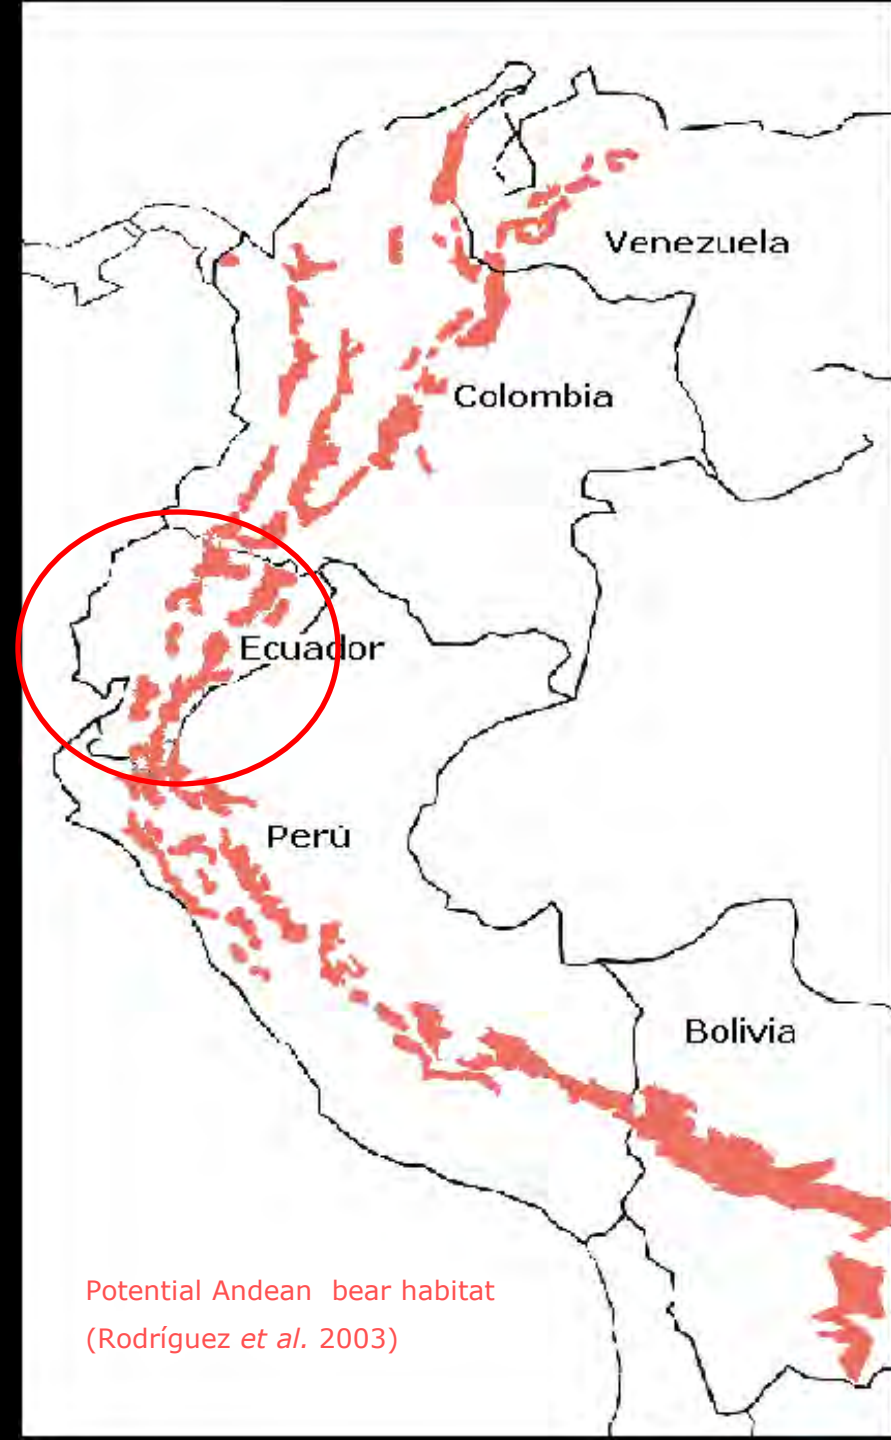 Venezuela
Colombia
Ecuador
Perú
Bolivia
Potential Andean  bear habitat
(Rodríguez et al. 2003)